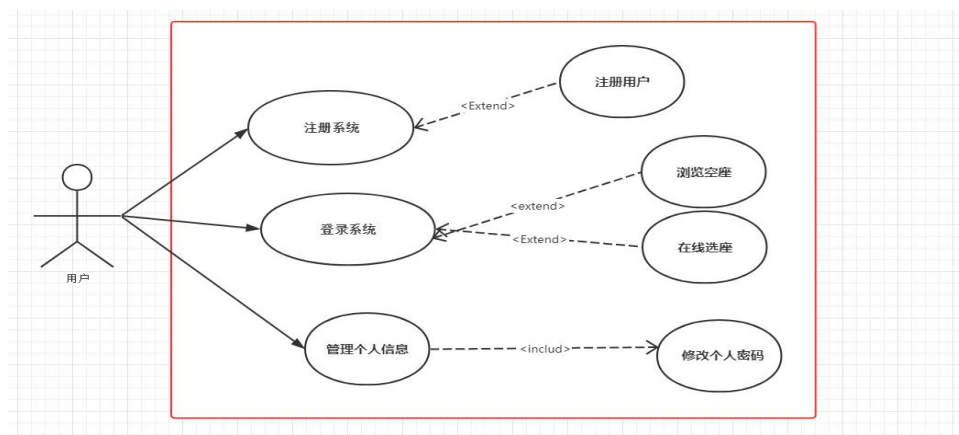 注册用户
<Extend>
注册系统
浏览空座
<extend>
登录系统
<Extend>
在线选座
用户
管理个人信息
<includ>
修改个人密码